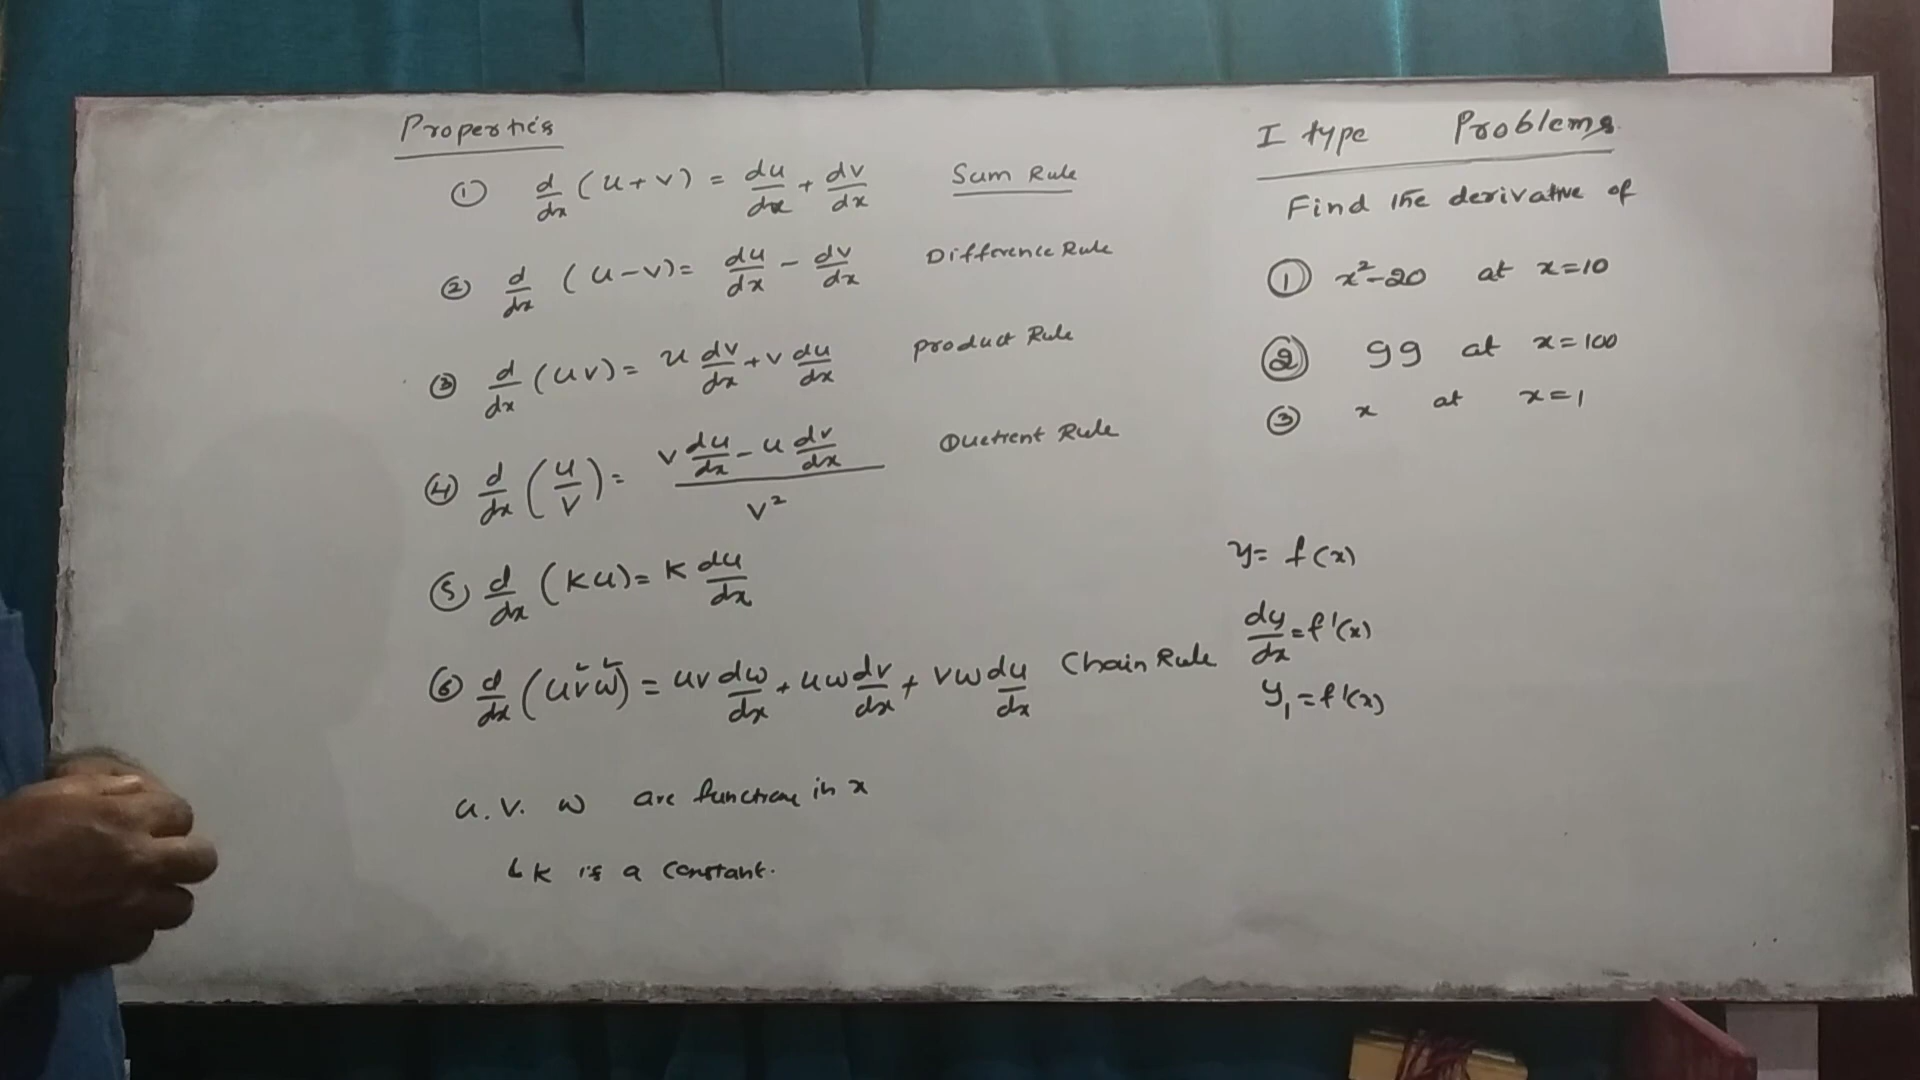 Properties
① d/dx (u+v) = du/dx + dv/dx Sum Rule
② d/dx (u-v) = du/dx - dv/dx Difference Rule
③ d/dx (uv) = u dv/dx + v du/dx Product Rule
④ d/dx (u/v) = (v du/dx - u dv/dx) / v² Quetient Rule
⑤ d/dx (ku) = k du/dx
⑥ d/dx (uvw) = uv dw/dx + uw dv/dx + vw du/dx Chain Rule
u. v. w are function in x
k is a constant.
I type Problems
Find the derivative of
① x²-20 at x=10
② 99 at x=100
③ x at x=1
y = f(x)
dy/dx = f'(x)
y₁ = f'(x)